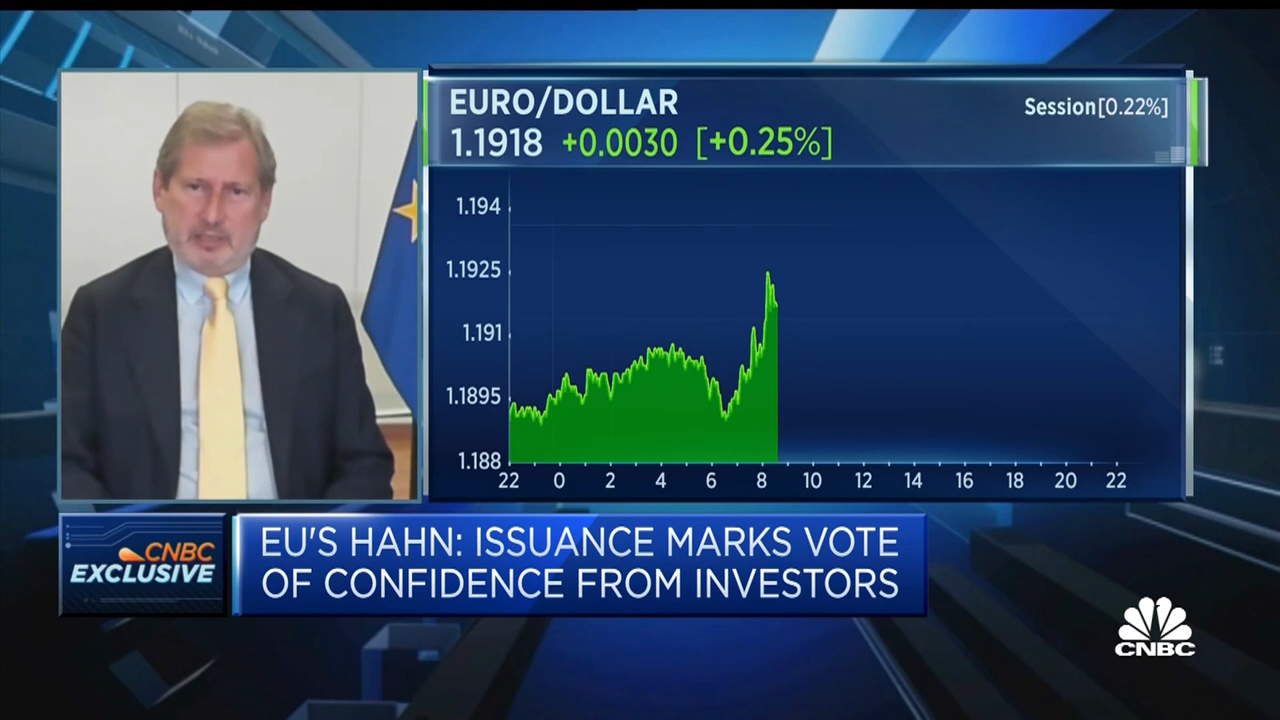 EURO/DOLLAR
Session[0.22%]
1.1918 +0.0030 [+0.25%]
1.194
1.1925
1.191
1.1895
1.188
22 0 2 4 6 8 10 12 14 16 18 20 22
CNBC
EXCLUSIVE
EU'S HAHN: ISSUANCE MARKS VOTE
OF CONFIDENCE FROM INVESTORS
CNBC